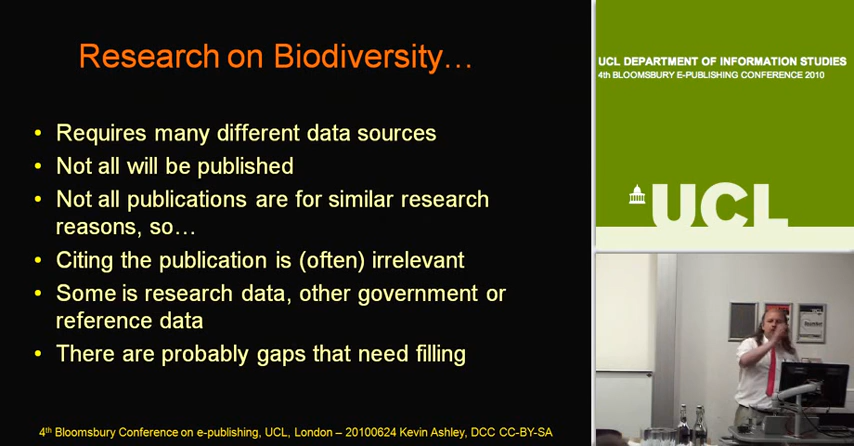 Research on Biodiversity…
• Requires many different data sources
• Not all will be published
• Not all publications are for similar research
reasons, so…
• Citing the publication is (often) irrelevant
• Some is research data, other government or
reference data
• There are probably gaps that need filling
4th Bloomsbury Conference on e-publishing, UCL, London – 20100624 Kevin Ashley, DCC CC-BY-SA
UCL DEPARTMENT OF INFORMATION STUDIES
4th BLOOMSBURY E-PUBLISHING CONFERENCE 2010
UCL